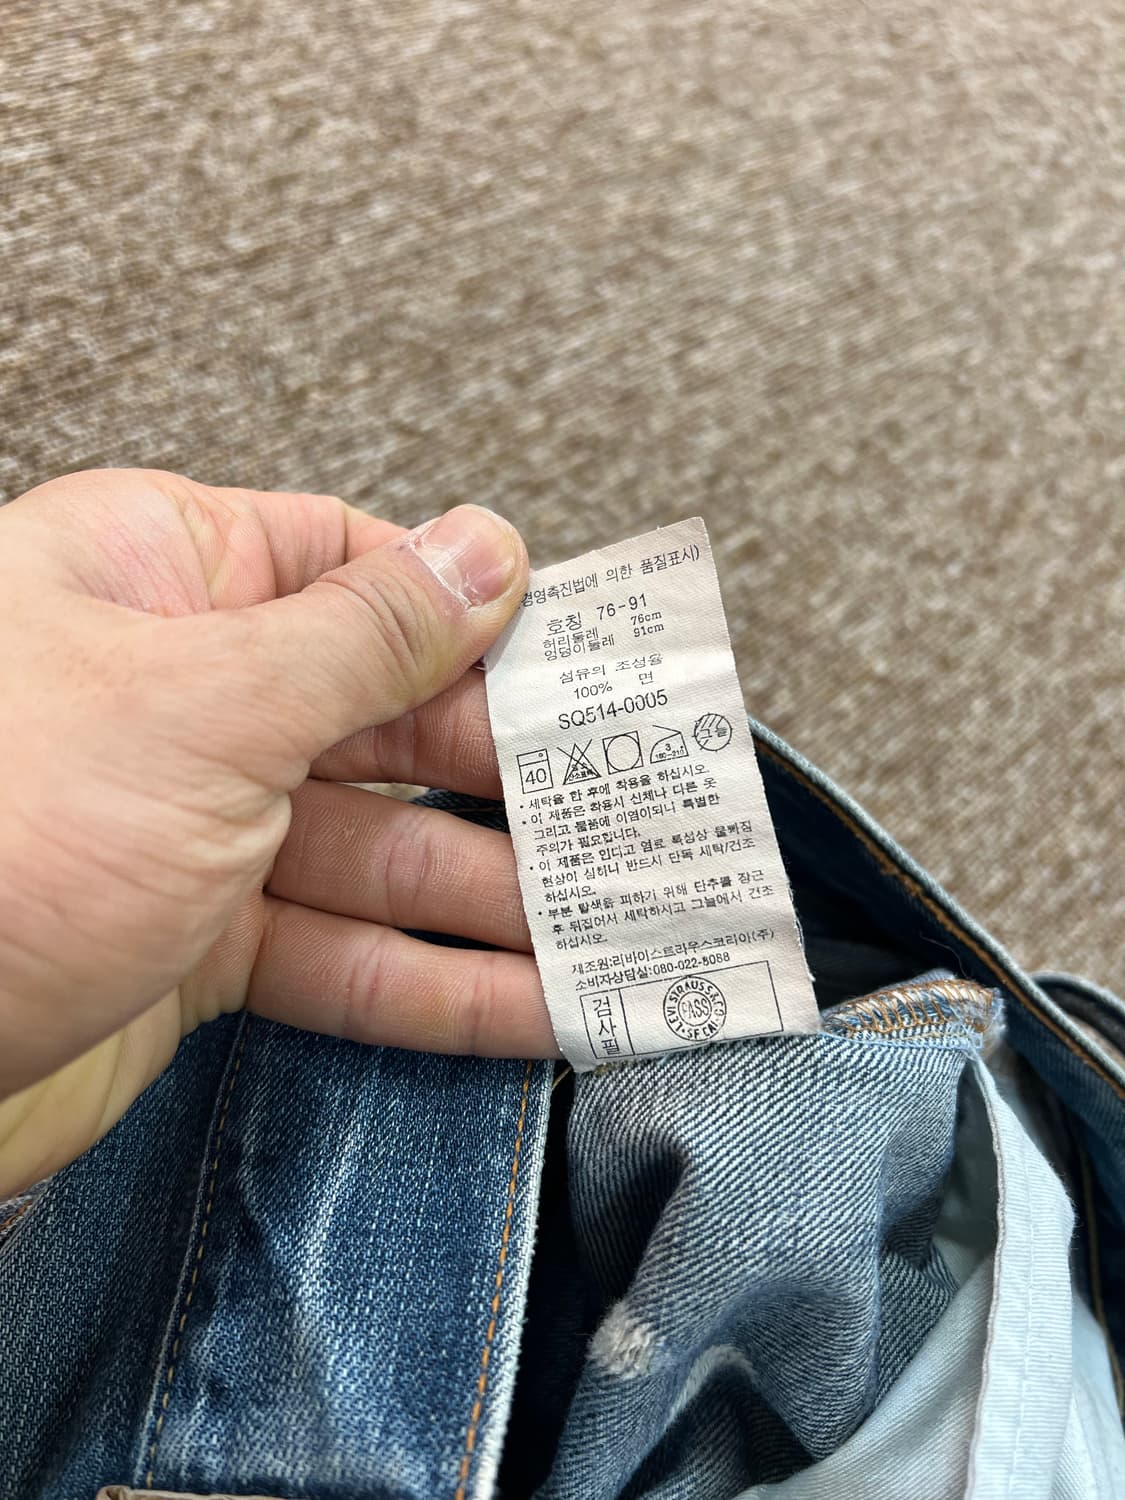 경영촉진법에 의한 품질표시)
호칭 76-91
허리둘레 76cm
엉덩이둘레 91cm
섬유의 조성율
100% 면
SQ514-0005
40
3
180-210
그늘
• 세탁을 한 후에 착용을 하십시오
• 이 제품은 착용시 신체나 다른 옷
그리고 물품에 이염이되니 특별한
주의가 필요합니다.
• 이 제품은 인디고 염료 특성상 물빠짐
현상이 심하니 반드시 단독 세탁/건조
하십시오.
• 부분 탈색을 피하기 위해 단추를 잠근
후 뒤집어서 세탁하시고 그늘에서 건조
하십시오.
제조원:리바이스트라우스코리아(주)
소비자상담실:080-022-8088
검사필
LEVI STRAUSS & CO
PASS
S.F. CAL